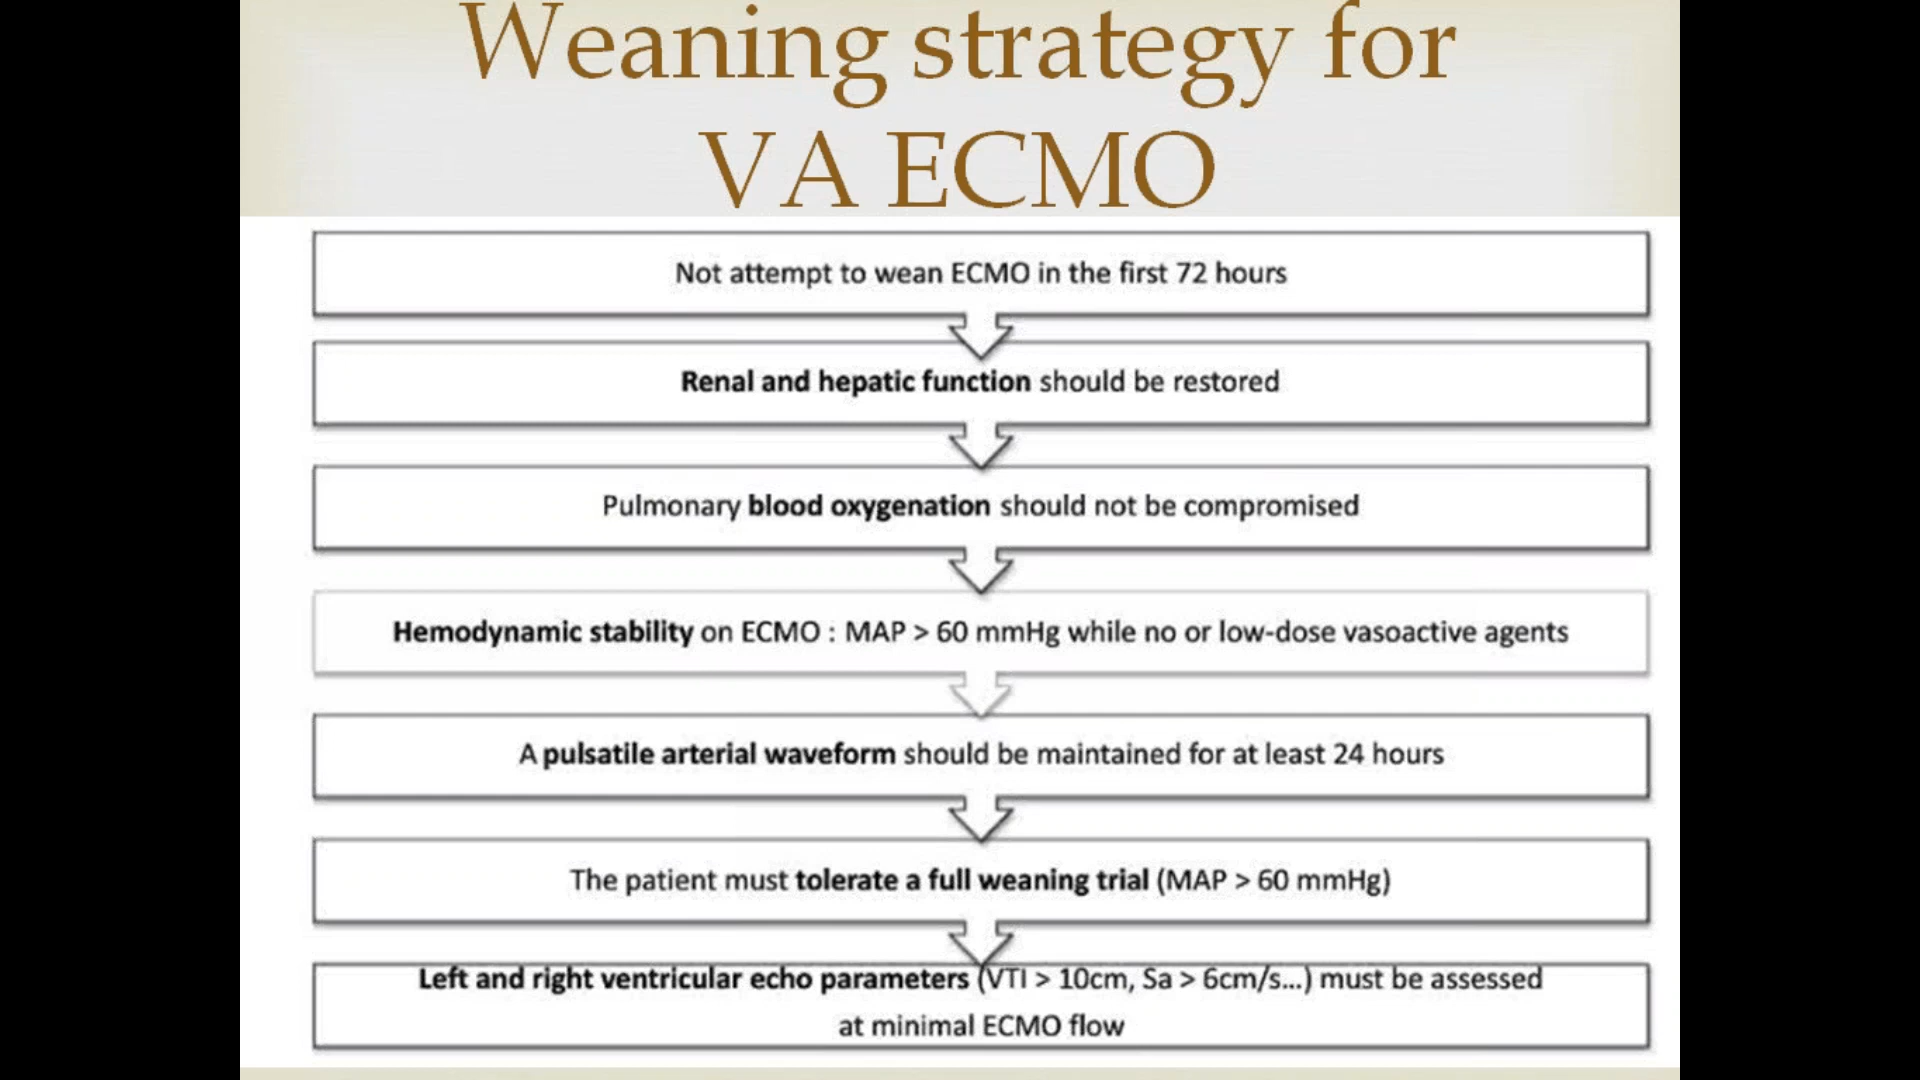 Weaning strategy for
VA ECMO
Not attempt to wean ECMO in the first 72 hours
Renal and hepatic function should be restored
Pulmonary blood oxygenation should not be compromised
Hemodynamic stability on ECMO : MAP > 60 mmHg while no or low-dose vasoactive agents
A pulsatile arterial waveform should be maintained for at least 24 hours
The patient must tolerate a full weaning trial (MAP > 60 mmHg)
Left and right ventricular echo parameters (VTI > 10cm, Sa > 6cm/s...) must be assessed
at minimal ECMO flow